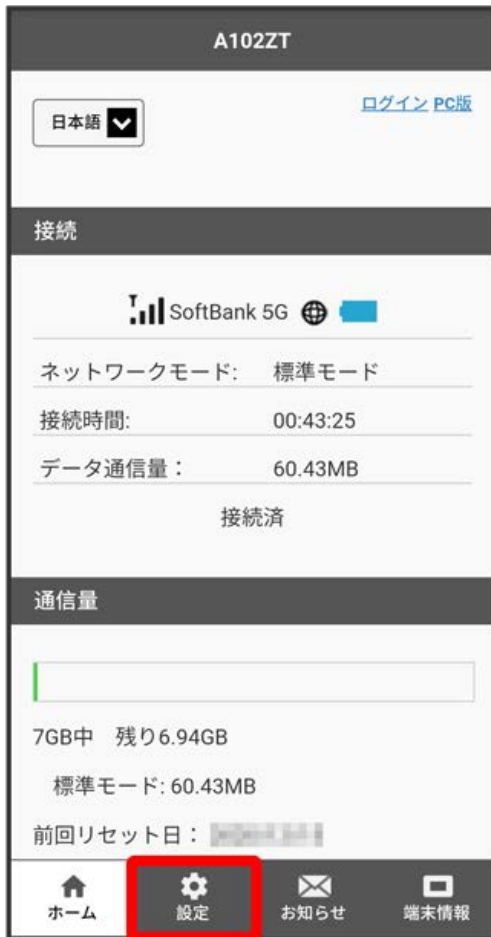 A102ZT
日本語
ログイン PC版
接続
SoftBank 5G
ネットワークモード: 標準モード
接続時間: 00:43:25
データ通信量： 60.43MB
接続済
通信量
7GB中 残り6.94GB
標準モード: 60.43MB
前回リセット日：
ホーム 設定 お知らせ 端末情報